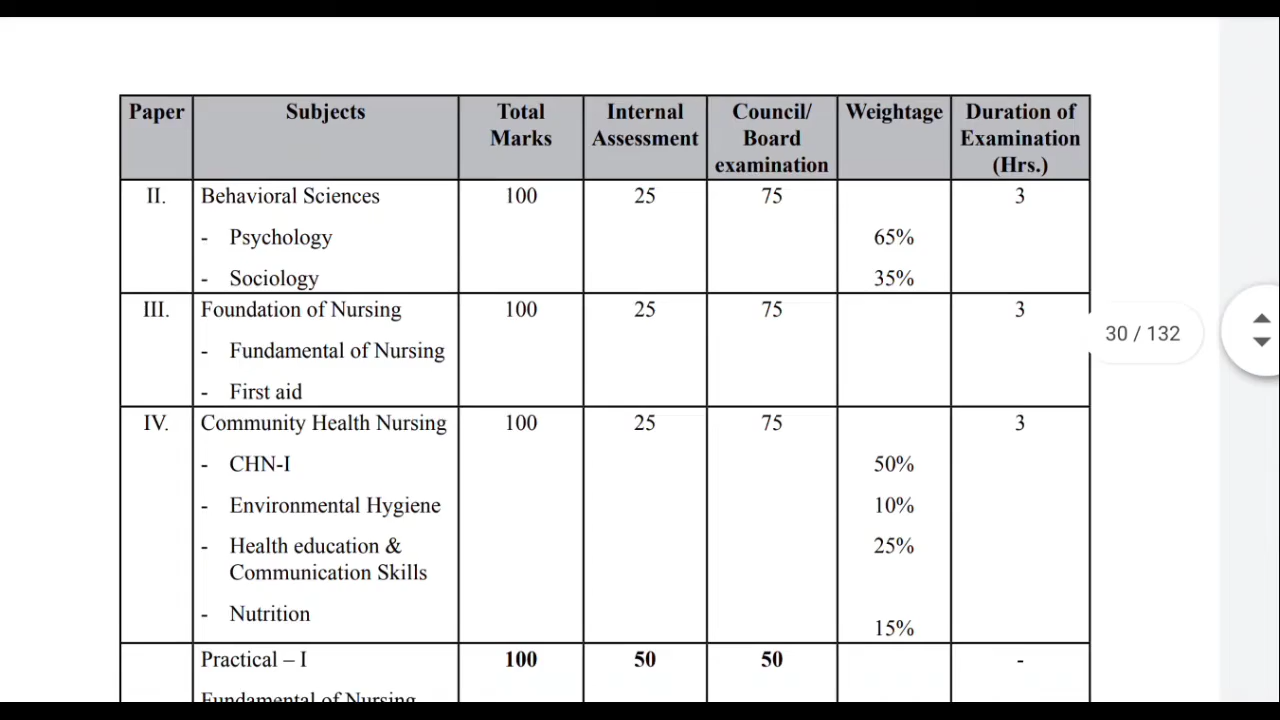 Paper Subjects Total Marks Internal Assessment Council/ Board examination Weightage Duration of Examination (Hrs.)
II. Behavioral Sciences 100 25 75 3
- Psychology 65%
- Sociology 35%
III. Foundation of Nursing 100 25 75 3
- Fundamental of Nursing
- First aid
IV. Community Health Nursing 100 25 75 3
- CHN-I 50%
- Environmental Hygiene 10%
- Health education & 25%
Communication Skills
- Nutrition 15%
Practical – I 100 50 50 -
Fundamental of Nursing
30 / 132